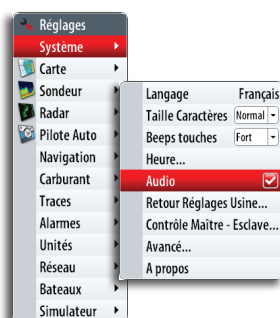 Réglages
Système
Carte
Sondeur
Radar
Pilote Auto
Navigation
Carburant
Traces
Alarmes
Unités
Réseau
Bateaux
Simulateur
Langage Français
Taille Caractères Normal
Beeps touches Fort
Heure...
Audio
Retour Réglages Usine...
Contrôle Maître - Esclave...
Avancé...
A propos